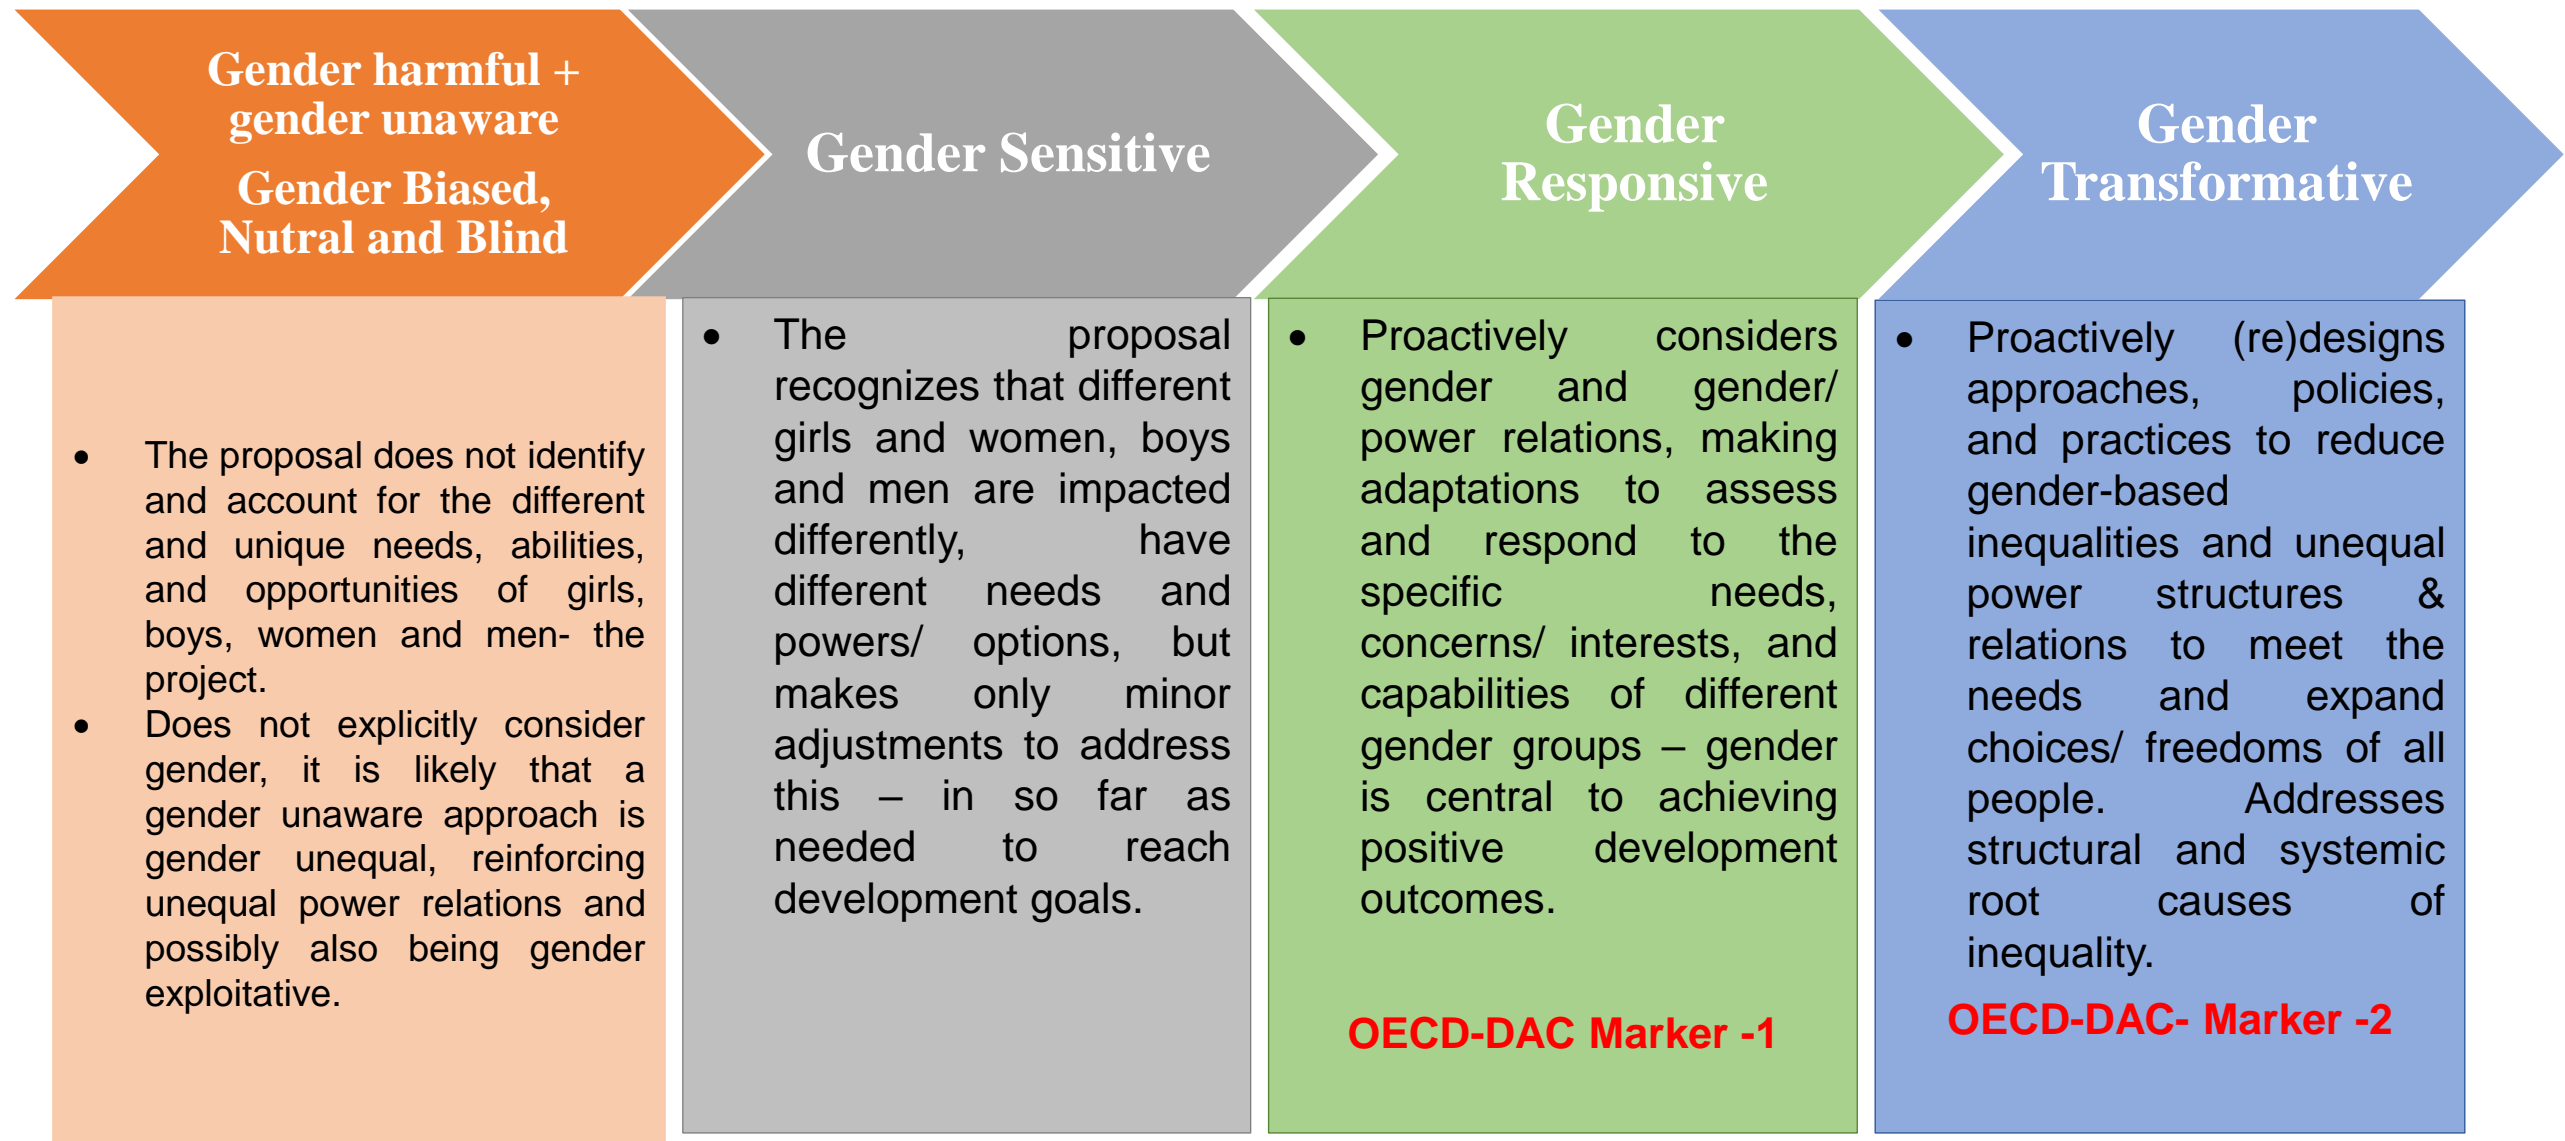 Gender harmful +
gender unaware
Gender Biased,
Nutral and Blind
Gender Sensitive
Gender
Responsive
Gender
Transformative
• The proposal does not identify
and account for the different
and unique needs, abilities,
and opportunities of girls,
boys, women and men- the
project.
• Does not explicitly consider
gender, it is likely that a
gender unaware approach is
gender unequal, reinforcing
unequal power relations and
possibly also being gender
exploitative.
• The proposal
recognizes that different
girls and women, boys
and men are impacted
differently, have
different needs and
powers/ options, but
makes only minor
adjustments to address
this – in so far as
needed to reach
development goals.
• Proactively considers
gender and gender/
power relations, making
adaptations to assess
and respond to the
specific needs,
concerns/ interests, and
capabilities of different
gender groups – gender
is central to achieving
positive development
outcomes.
OECD-DAC Marker -1
• Proactively (re)designs
approaches, policies,
and practices to reduce
gender-based
inequalities and unequal
power structures &
relations to meet the
needs and expand
choices/ freedoms of all
people. Addresses
structural and systemic
root causes of
inequality.
OECD-DAC- Marker -2